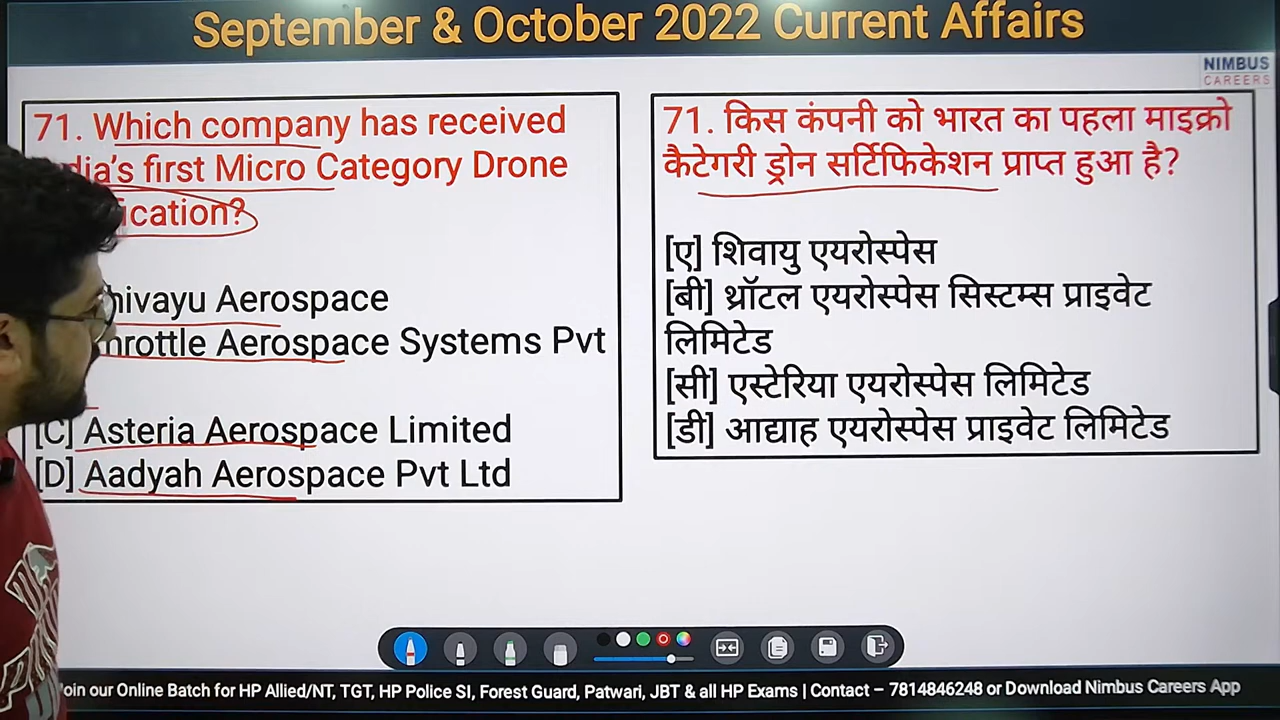 September & October 2022 Current Affairs
NIMBUS
CAREERS
71. Which company has received
first Micro Category Drone
Aerospace
Aerospace Systems Pvt
[C] Asteria Aerospace Limited
[D] Aadyah Aerospace Pvt Ltd
71. किस कंपनी को भारत का पहला माइक्रो
कैटेगरी ड्रोन सर्टिफिकेशन प्राप्त हुआ है?
[ए] शिवायु एयरोस्पेस
[बी] थ्रॉटल एयरोस्पेस सिस्टम्स प्राइवेट
लिमिटेड
[सी] एस्टेरिया एयरोस्पेस लिमिटेड
[डी] आद्याह एयरोस्पेस प्राइवेट लिमिटेड
our Online Batch for HP Allied/NT, TGT, HP Police SI, Forest Guard, Patwari, JBT & all HP Exams | Contact – 7814846248 or Download Nimbus Careers App